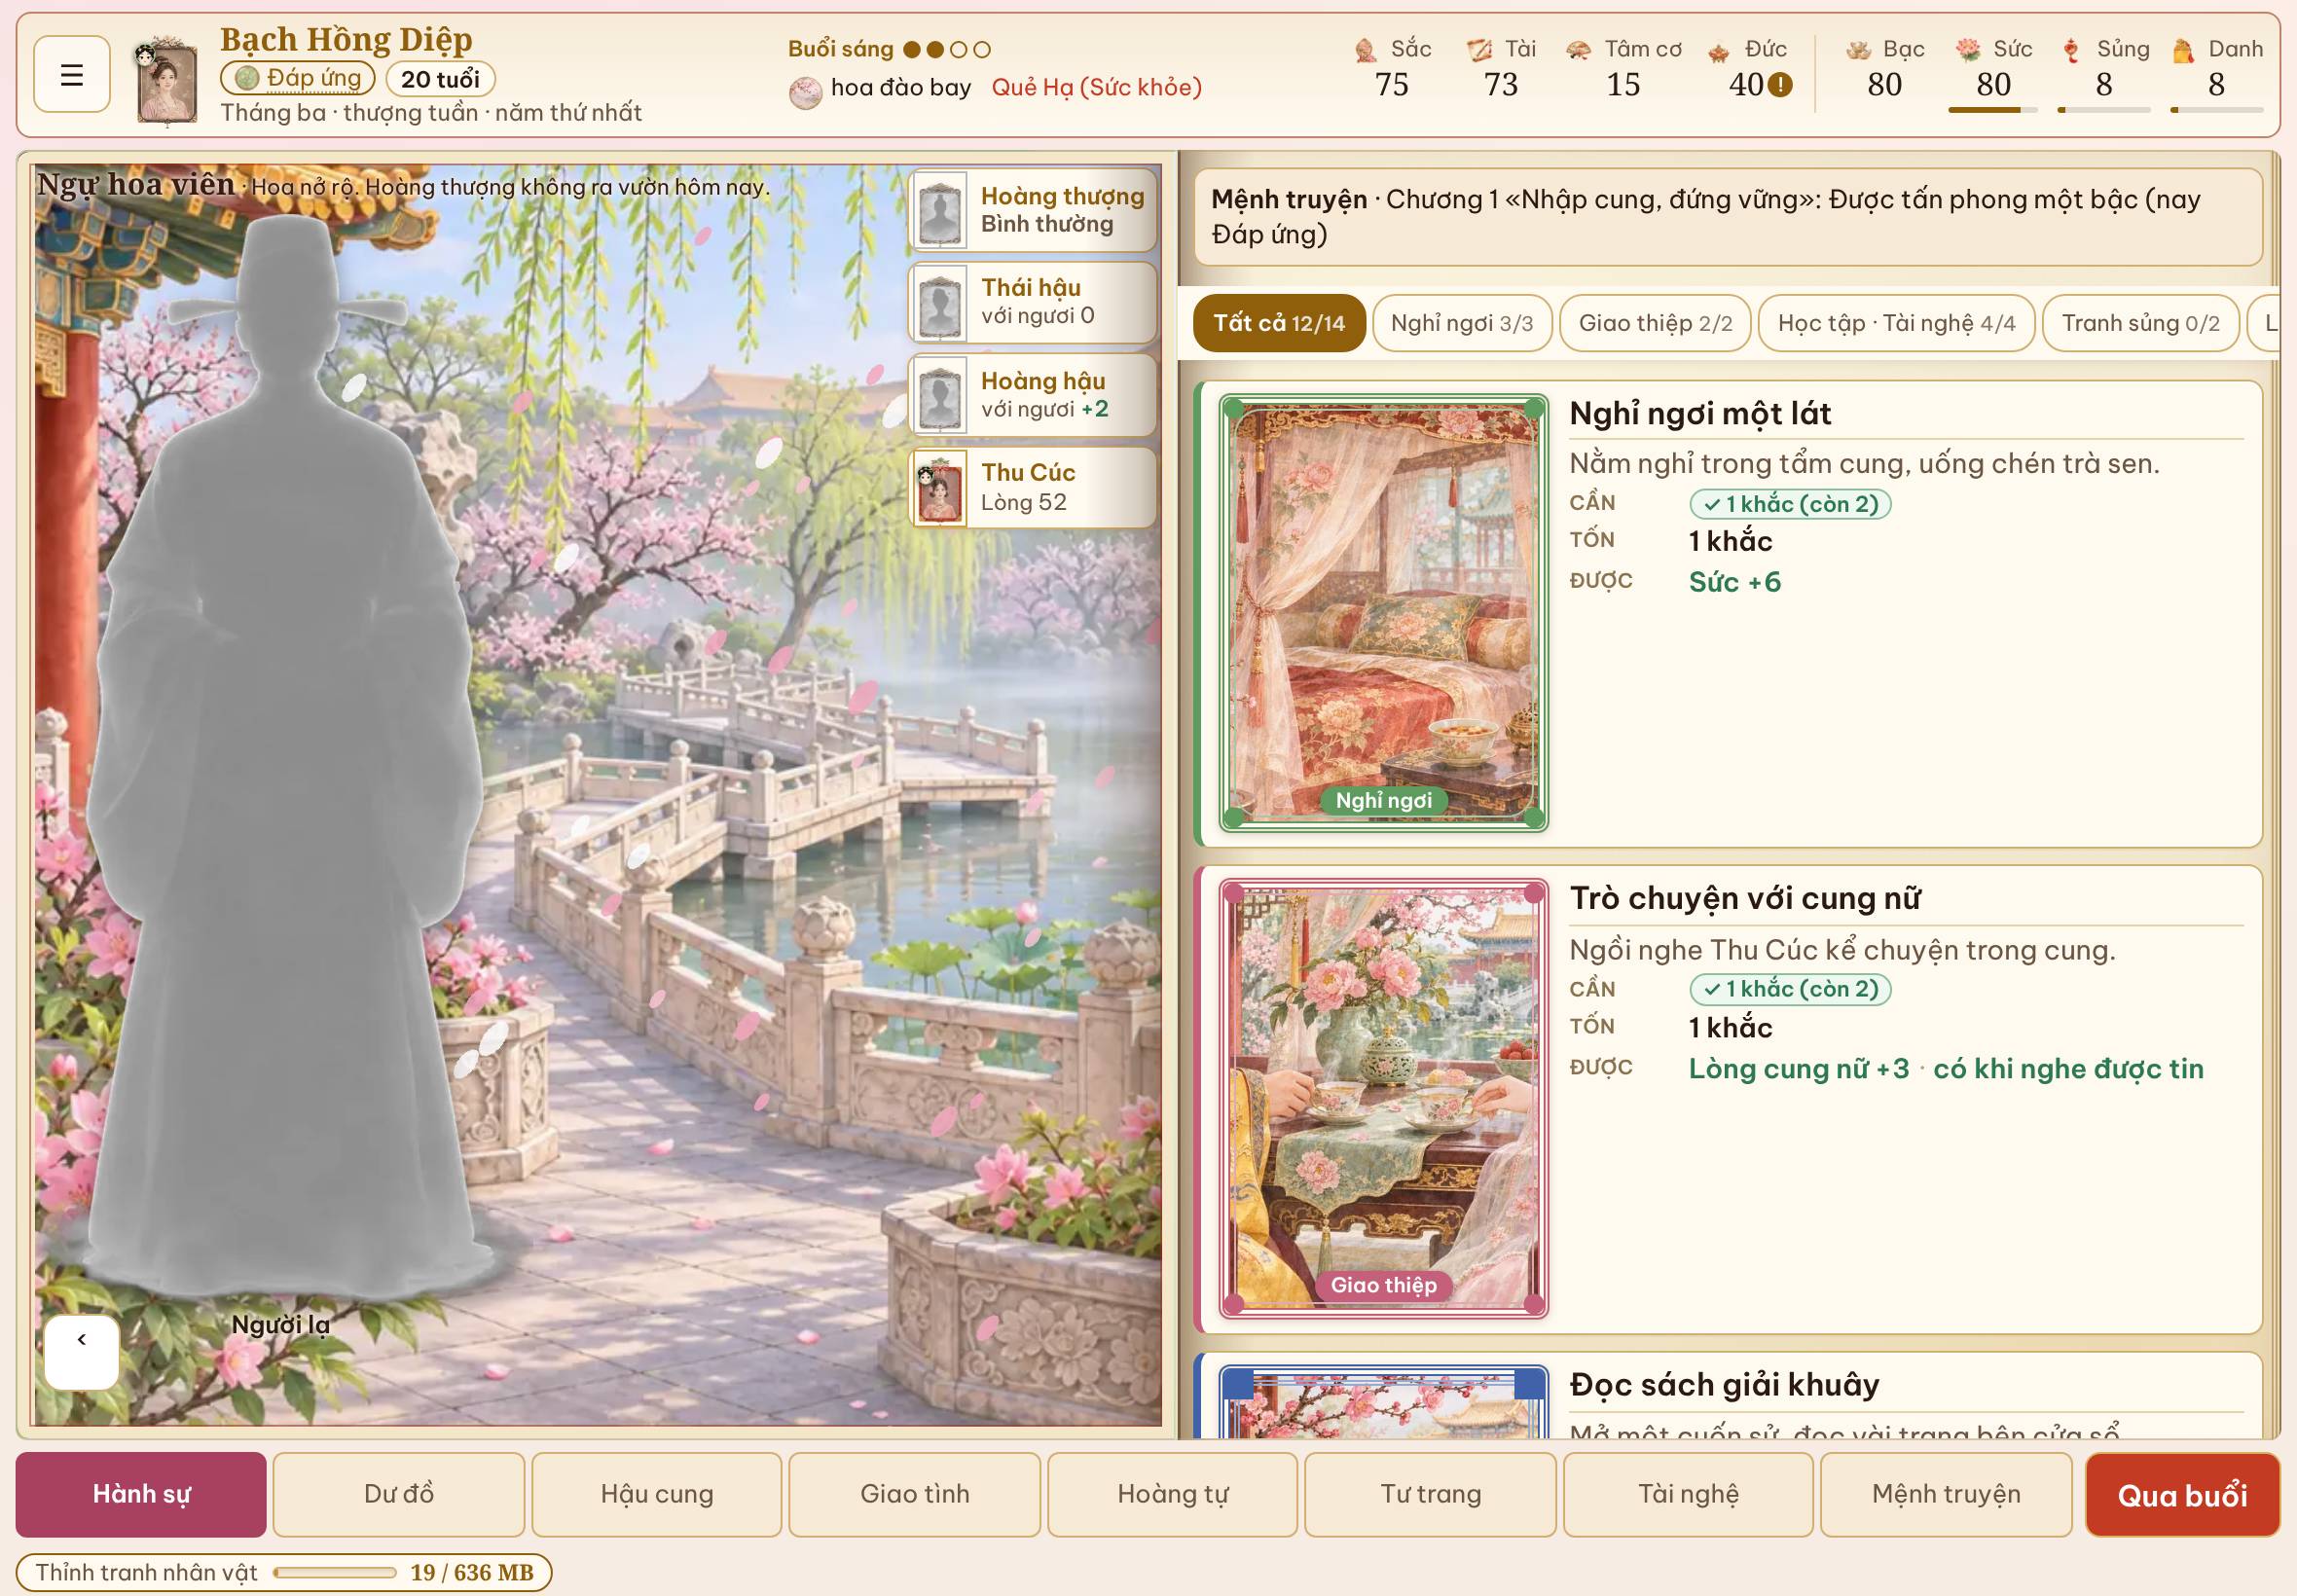 ☰
Bạch Hồng Diệp
Đáp ứng 20 tuổi
Tháng ba · thượng tuần · năm thứ nhất
Buổi sáng
hoa đào bay Quẻ Hạ (Sức khỏe)
Sắc Tài Tâm cơ Đức Bạc Sức Sủng Danh
75 73 15 40 ! 80 80 8 8
Ngự hoa viên · Hoa nở rộ. Hoàng thượng không ra vườn hôm nay.
Hoàng thượng
Bình thường
Thái hậu
với ngươi 0
Hoàng hậu
với ngươi +2
Thu Cúc
Lòng 52
Người lạ
‹
Mệnh truyện · Chương 1 «Nhập cung, đứng vững»: Được tấn phong một bậc (nay
Đáp ứng)
Tất cả 12/14 Nghỉ ngơi 3/3 Giao thiệp 2/2 Học tập · Tài nghệ 4/4 Tranh sủng 0/2 L
Nghỉ ngơi một lát
Nằm nghỉ trong tẩm cung, uống chén trà sen.
CẦN ✓ 1 khắc (còn 2)
TỐN 1 khắc
ĐƯỢC Sức +6
Nghỉ ngơi
Trò chuyện với cung nữ
Ngồi nghe Thu Cúc kể chuyện trong cung.
CẦN ✓ 1 khắc (còn 2)
TỐN 1 khắc
ĐƯỢC Lòng cung nữ +3 · có khi nghe được tin
Giao thiệp
Đọc sách giải khuây
Mở một cuốn sử, đọc vài trang bên cửa sổ.
Hành sự Dư đồ Hậu cung Giao tình Hoàng tự Tư trang Tài nghệ Mệnh truyện Qua buổi
Thỉnh tranh nhân vật 19 / 636 MB